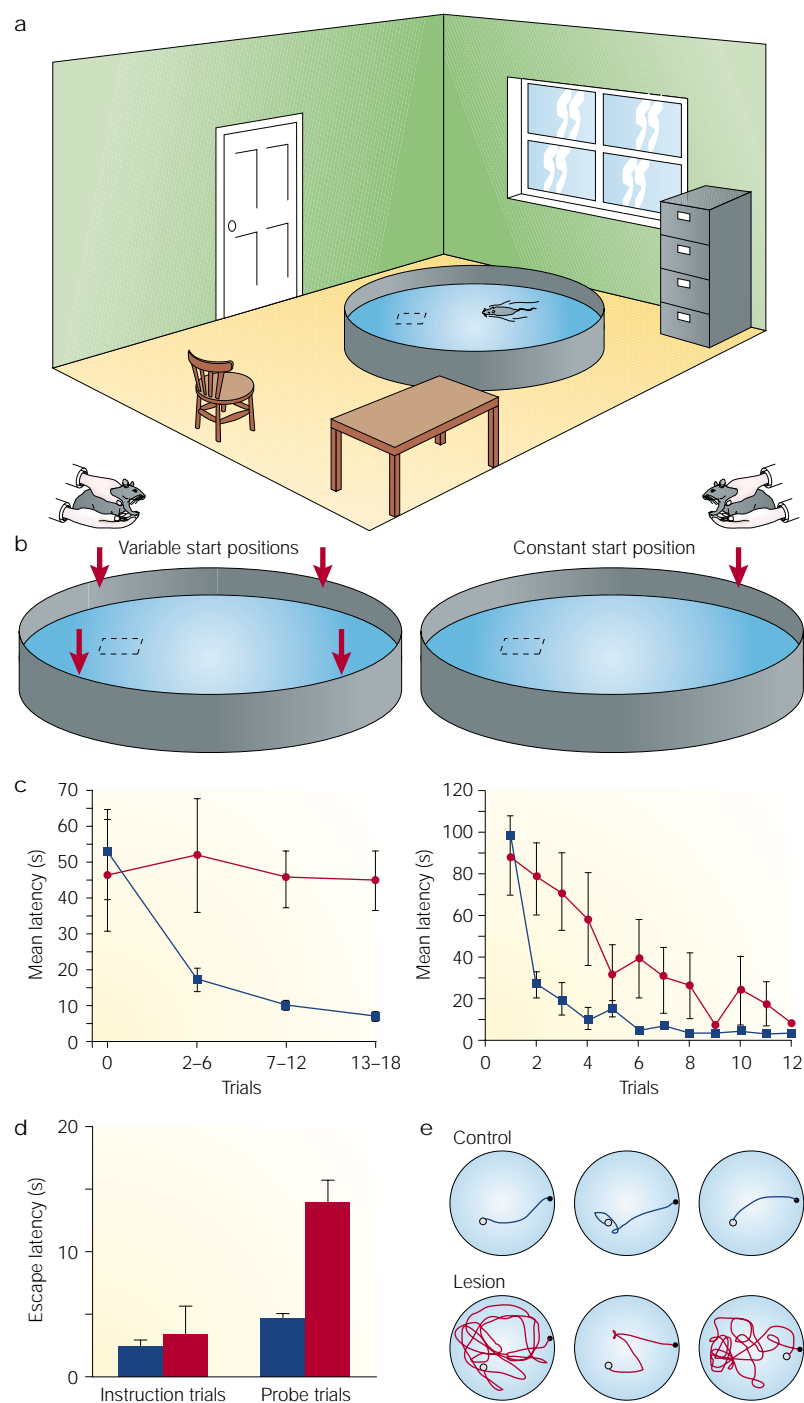 a
b
Variable start positions
Constant start position
c
Mean latency (s)
70
60
50
40
30
20
10
0
0
2–6
7–12
13–18
Trials
Mean latency (s)
120
100
80
60
40
20
0
0
2
4
6
8
10
12
Trials
d
Escape latency (s)
20
10
0
Instruction trials
Probe trials
e
Control
Lesion